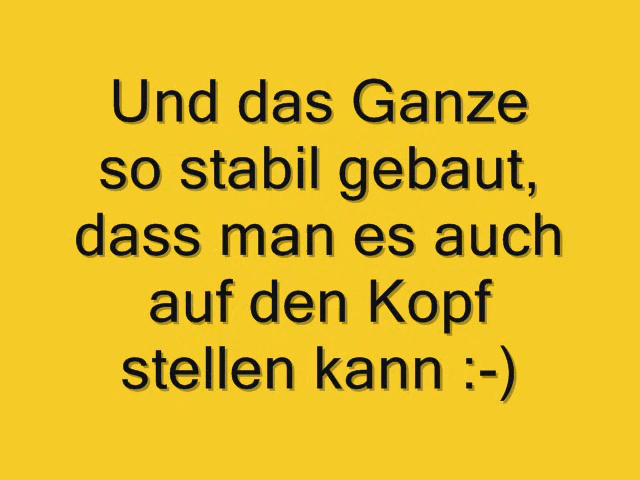 Und das Ganze
so stabil gebaut,
dass man es auch
auf den Kopf
stellen kann :-)